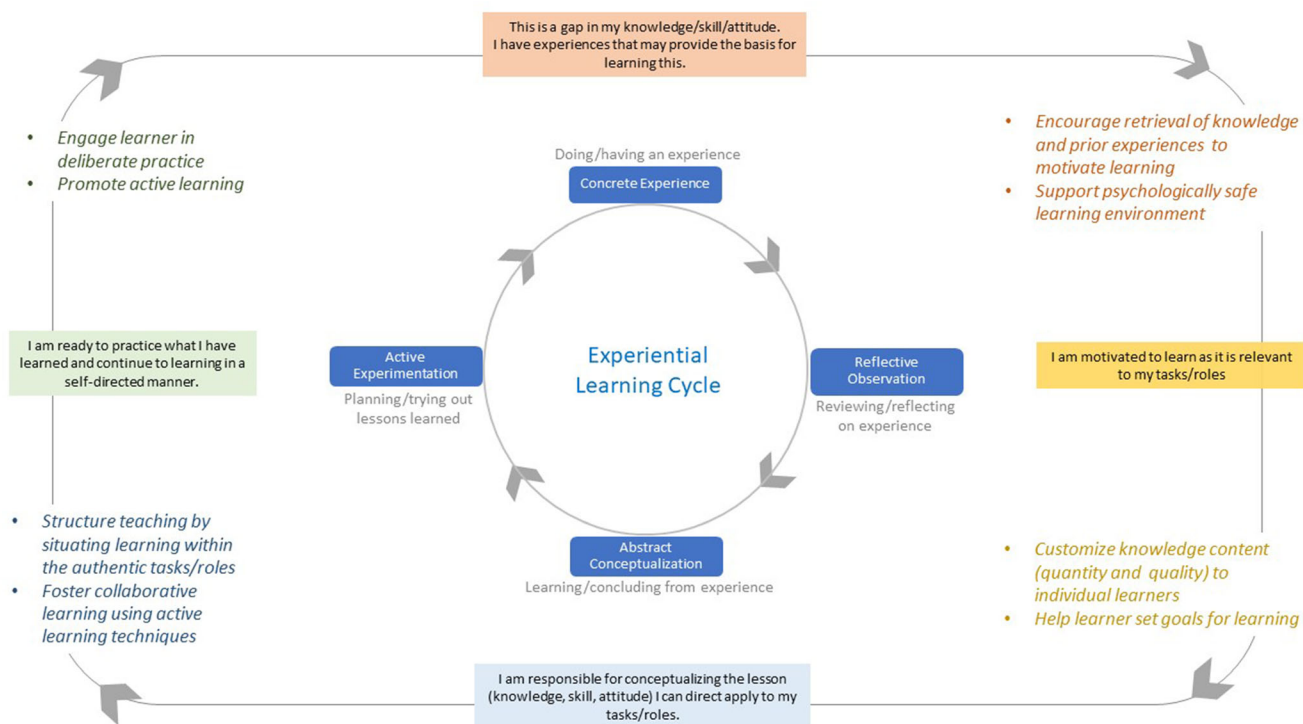 This is a gap in my knowledge/skill/attitude.
I have experiences that may provide the basis for
learning this.
• Engage learner in
deliberate practice
• Promote active learning
Doing/having an experience
Concrete Experience
• Encourage retrieval of knowledge
and prior experiences to
motivate learning
• Support psychologically safe
learning environment
I am ready to practice what I have
learned and continue to learning in a
self-directed manner.
Active
Experimentation
Planning/trying out
lessons learned
Experiential
Learning Cycle
Reflective
Observation
Reviewing/reflecting
on experience
I am motivated to learn as it is relevant
to my tasks/roles
• Structure teaching by
situating learning within
the authentic tasks/roles
• Foster collaborative
learning using active
learning techniques
Abstract
Conceptualization
Learning/concluding from experience
• Customize knowledge content
(quantity and quality) to
individual learners
• Help learner set goals for learning
I am responsible for conceptualizing the lesson
(knowledge, skill, attitude) I can direct apply to my
tasks/roles.